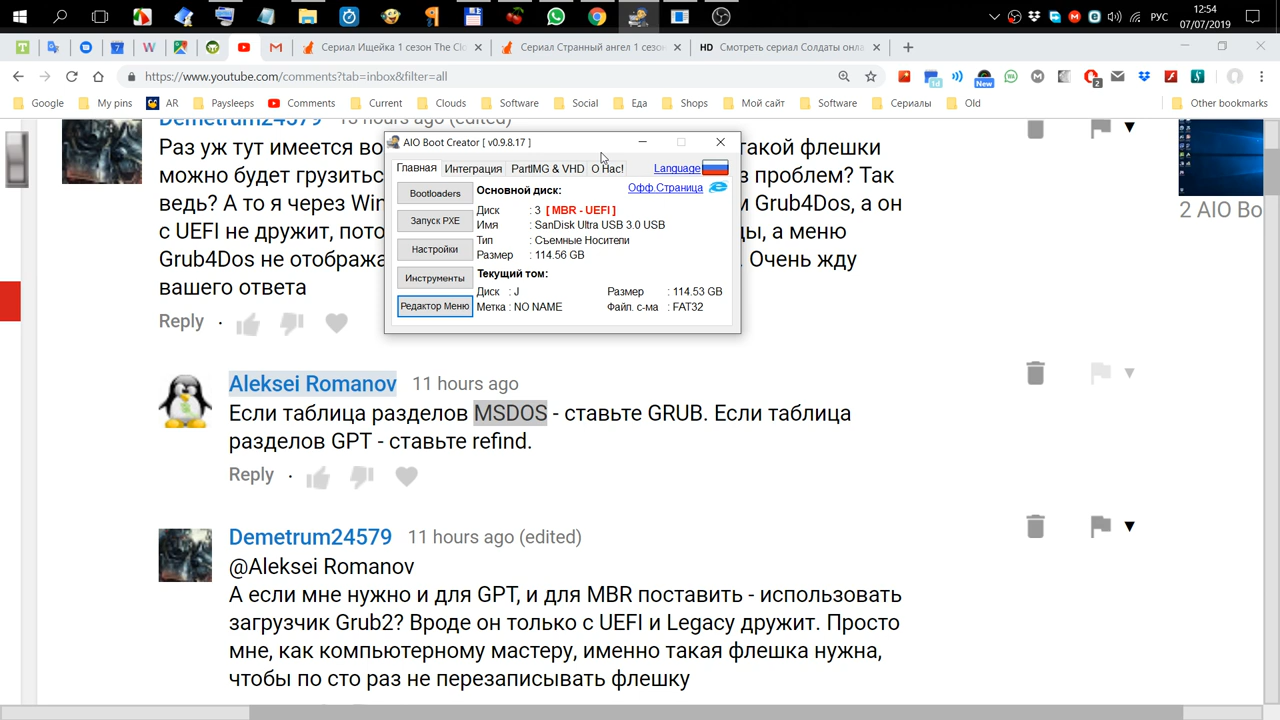 12:54
РУС
07/07/2019
Сериал Ищейка 1 сезон The Clo
Сериал Странный ангел 1 сезо
HD Смотреть сериал Солдаты онла
https://www.youtube.com/comments?tab=inbox&filter=all
New
1d
2
Google
My pins
AR
Paysleeps
Comments
Current
Clouds
Software
Social
Еда
Shops
Мой сайт
Software
Сериалы
Old
Other bookmarks
Demetrum24579 13 hours ago (edited)
Раз уж тут имеется во
такой флешки
можно будет грузитьс
з проблем? Так
ведь? А то я через Win
м Grub4Dos, а он
с UEFI не дружит, пото
ды, а меню
Grub4Dos не отобража
. Очень жду
вашего ответа
Reply
2 AIO Bo
AIO Boot Creator [ v0.9.8.17 ]
Главная
Интеграция
PartIMG & VHD
О Нас!
Language
Bootloaders
Основной диск:
Офф.Страница
Диск : 3 [ MBR - UEFI ]
Запуск PXE
Имя : SanDisk Ultra USB 3.0 USB
Тип : Съемные Носители
Настройки
Размер : 114.56 GB
Инструменты
Текущий том:
Диск : J
Размер : 114.53 GB
Редактор Меню
Метка : NO NAME
Файл. с-ма : FAT32
Aleksei Romanov 11 hours ago
Если таблица разделов MSDOS - ставьте GRUB. Если таблица
разделов GPT - ставьте refind.
Reply
Demetrum24579 11 hours ago (edited)
@Aleksei Romanov
А если мне нужно и для GPT, и для MBR поставить - использовать
загрузчик Grub2? Вроде он только с UEFI и Legacy дружит. Просто
мне, как компьютерному мастеру, именно такая флешка нужна,
чтобы по сто раз не перезаписывать флешку